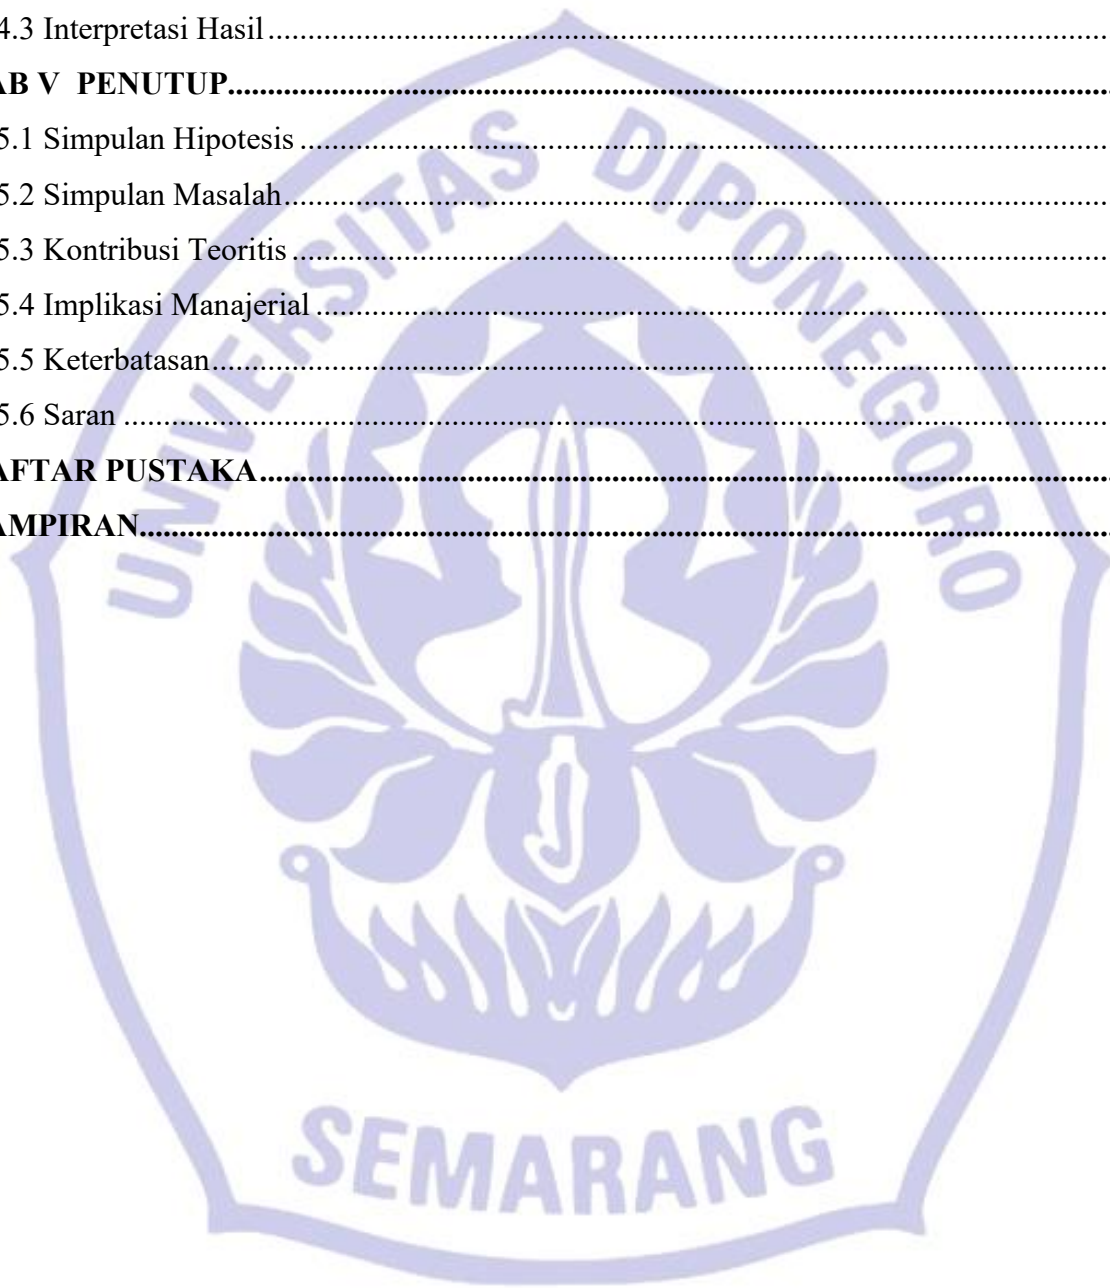 4.3 Interpretasi Hasil....................................................................................................
AB V  PENUTUP....................................................................................................
5.1 Simpulan Hipotesis....................................................................................................
5.2 Simpulan Masalah....................................................................................................
5.3 Kontribusi Teoritis....................................................................................................
5.4 Implikasi Manajerial....................................................................................................
5.5 Keterbatasan....................................................................................................
5.6 Saran....................................................................................................
AFTAR PUSTAKA....................................................................................................
AMPIRAN....................................................................................................
UNIVERSITAS DIPONEGORO
SEMARANG